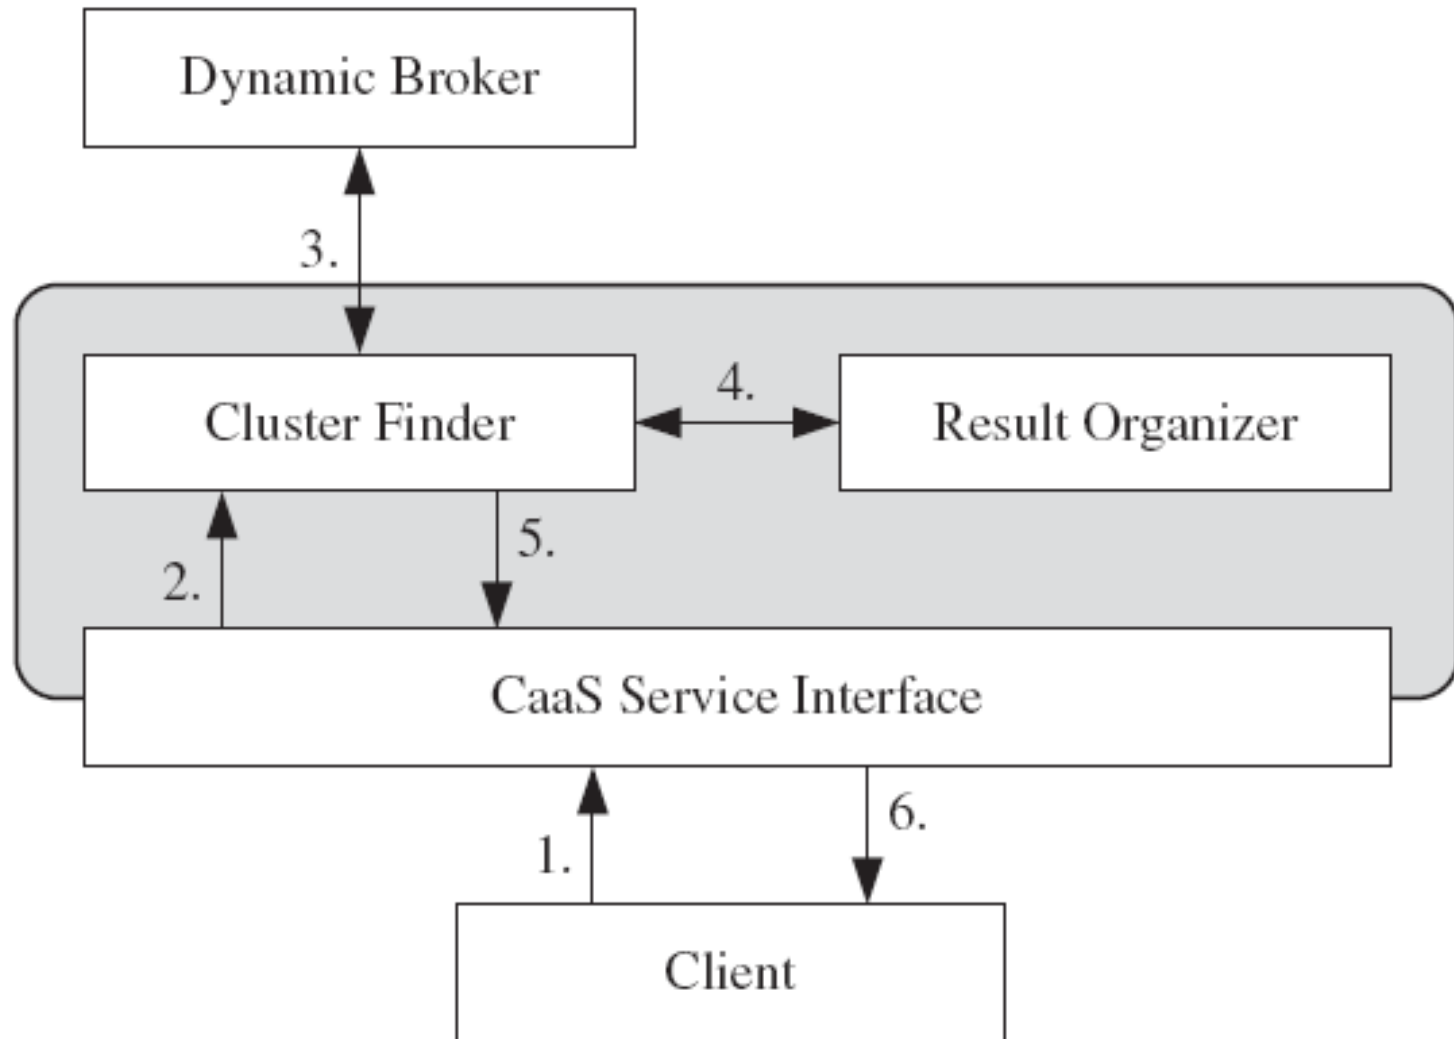 Dynamic Broker
3.
Cluster Finder
4.
Result Organizer
2.
5.
CaaS Service Interface
1.
6.
Client